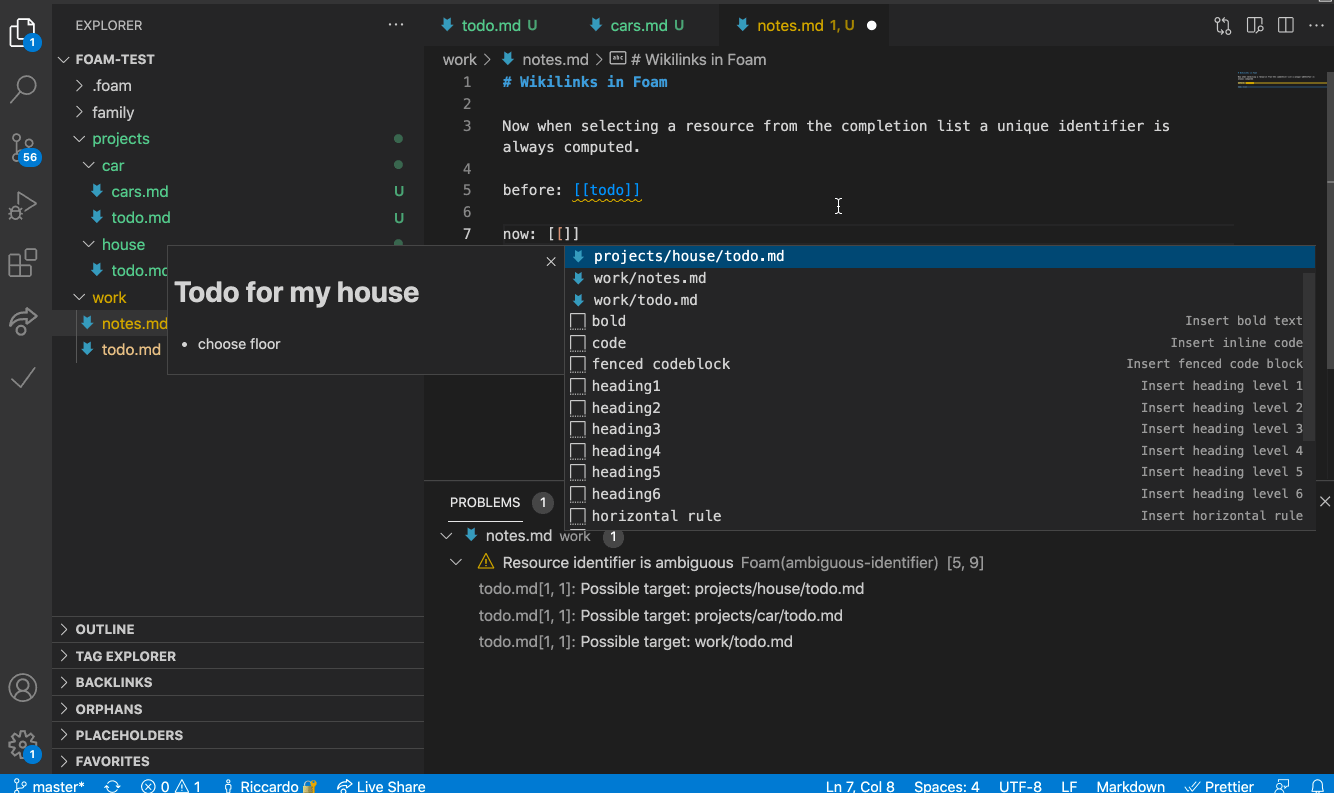 EXPLORER
···
1
56
1
FOAM-TEST
.foam
family
projects
car
cars.md U
todo.md U
house
todo.md
work
notes.md
todo.md
OUTLINE
TAG EXPLORER
BACKLINKS
ORPHANS
PLACEHOLDERS
FAVORITES
todo.md U
cars.md U
notes.md 1, U
work > notes.md > # Wikilinks in Foam
1 # Wikilinks in Foam
2
3 Now when selecting a resource from the completion list a unique identifier is
always computed.
4
5 before: [[todo]]
6
7 now: [[]]
Todo for my house
• choose floor
projects/house/todo.md
work/notes.md
work/todo.md
bold Insert bold text
code Insert inline code
fenced codeblock Insert fenced code block
heading1 Insert heading level 1
heading2 Insert heading level 2
heading3 Insert heading level 3
heading4 Insert heading level 4
heading5 Insert heading level 5
heading6 Insert heading level 6
horizontal rule Insert horizontal rule
PROBLEMS 1
notes.md work 1
Resource identifier is ambiguous Foam(ambiguous-identifier) [5, 9]
todo.md[1, 1]: Possible target: projects/house/todo.md
todo.md[1, 1]: Possible target: projects/car/todo.md
todo.md[1, 1]: Possible target: work/todo.md
master* 0 1 Riccardo Live Share Ln 7, Col 8 Spaces: 4 UTF-8 LF Markdown Prettier